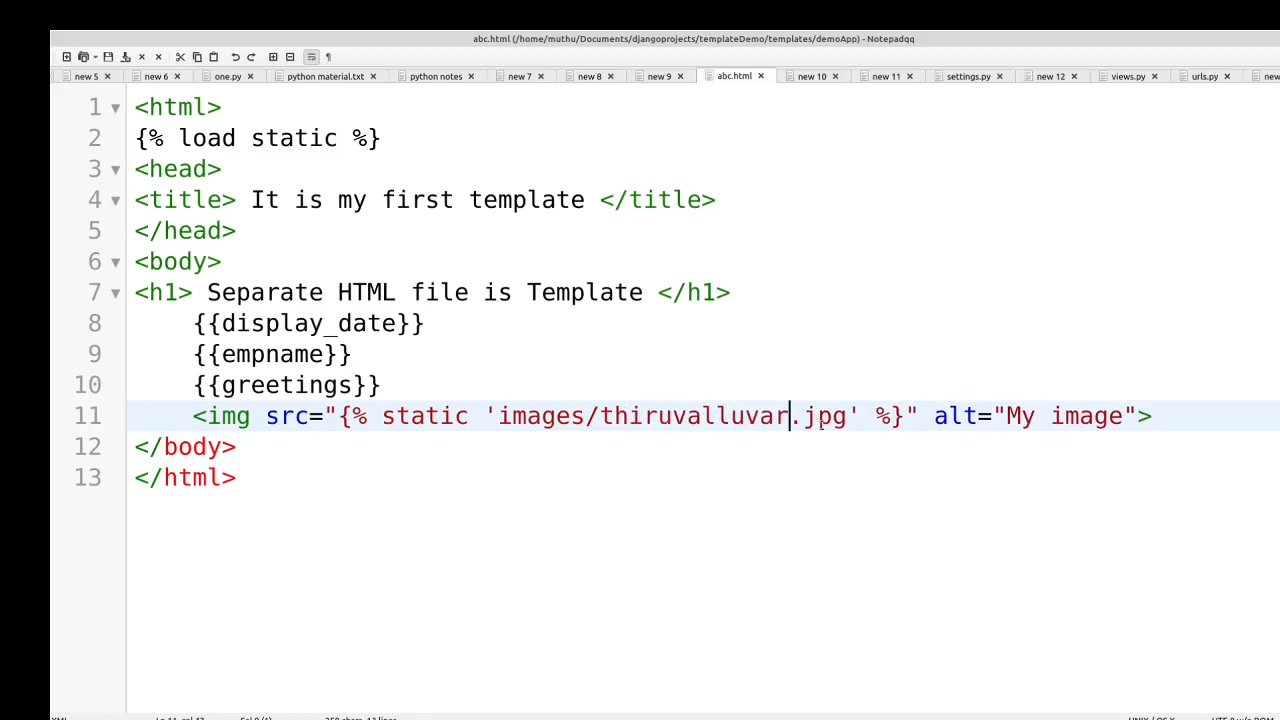 abc.html (/home/muthu/Documents/djangoprojects/templateDemo/templates/demoApp) - Notepadqq
new 5 new 6 one.py python material.txt python notes new 7 new 8 new 9 abc.html new 10 new 11 settings.py new 12 views.py urls.py new
1 <html>
2 {% load static %}
3 <head>
4 <title> It is my first template </title>
5 </head>
6 <body>
7 <h1> Separate HTML file is Template </h1>
8 {{display_date}}
9 {{empname}}
10 {{greetings}}
11 <img src="{% static 'images/thiruvalluvar.jpg' %}" alt="My image">
12 </body>
13 </html>